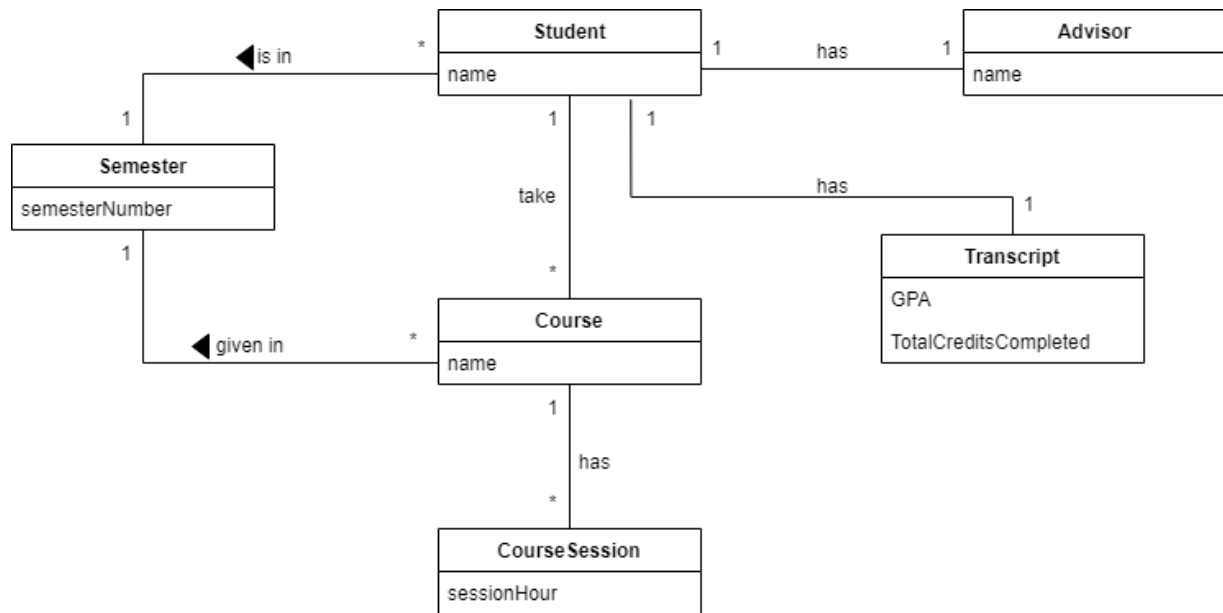 Student
name
Advisor
name
*
is in
1
has
1
1
Semester
semesterNumber
1
take
1
has
1
1
Transcript
GPA
TotalCreditsCompleted
*
given in
*
Course
name
1
has
*
CourseSession
sessionHour